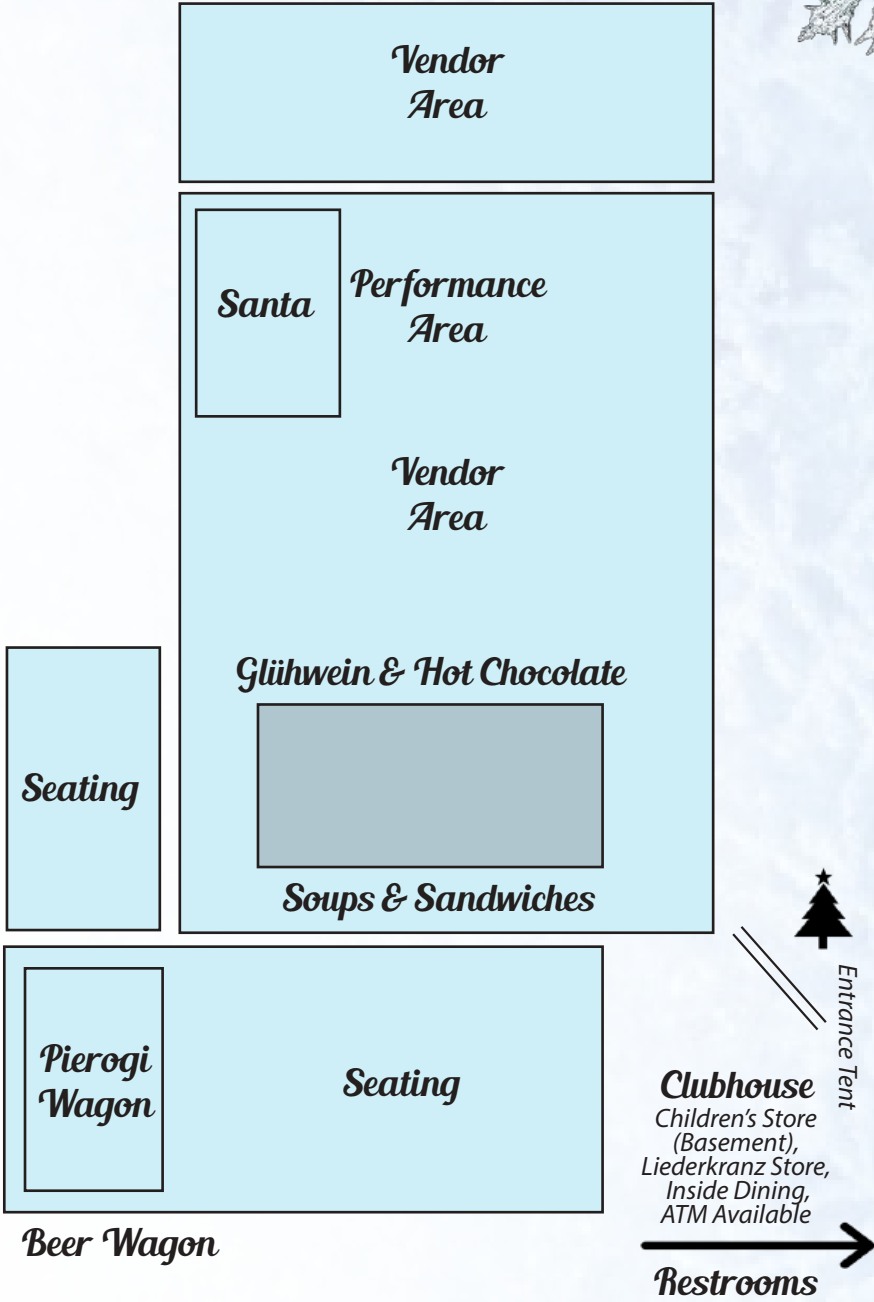 Vendor
Area
Santa
Performance
Area
Vendor
Area
Glühwein & Hot Chocolate
Seating
Soups & Sandwiches
Entrance Tent
Pierogi
Wagon
Seating
Clubhouse
Children's Store
(Basement),
Liederkranz Store,
Inside Dining,
ATM Available
Beer Wagon
Restrooms